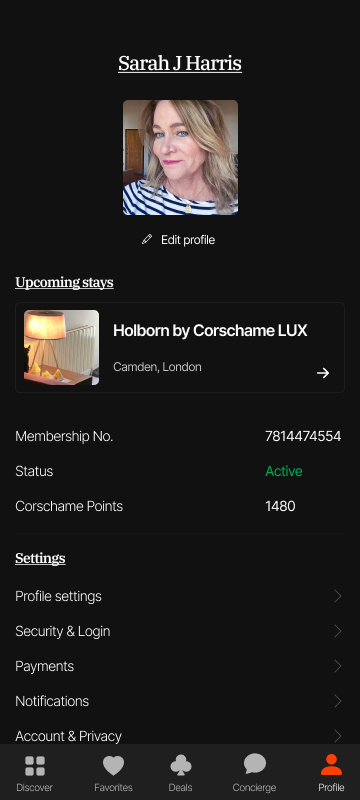 Sarah J Harris
Edit profile
Upcoming stays
Holborn by Corschame LUX
Camden, London
Membership No. 7814474554
Status Active
Corschame Points 1480
Settings
Profile settings
Security & Login
Payments
Notifications
Account & Privacy
Discover Favorites Deals Concierge Profile